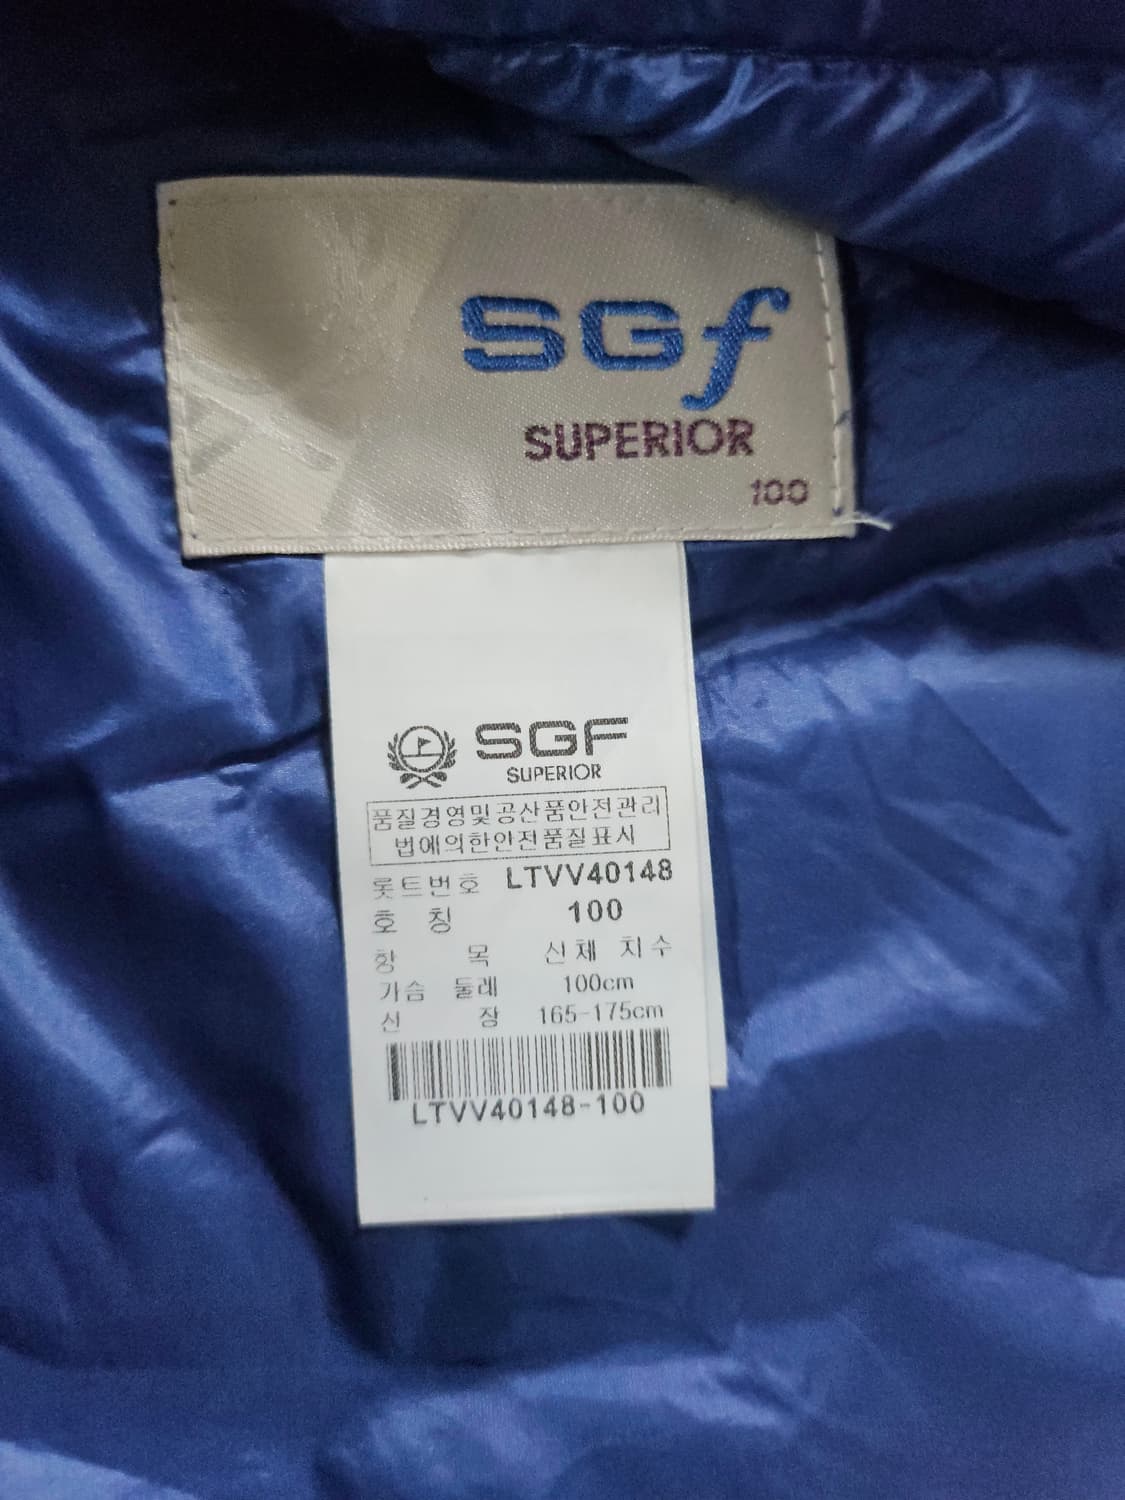 SGf
SUPERIOR
100
SGF
SUPERIOR
품질경영및공산품안전관리
법에의한안전품질표시
롯트번호 LTVV40148
호 칭 100
항 목 신체 치수
가슴 둘레 100cm
신 장 165-175cm
LTVV40148-100